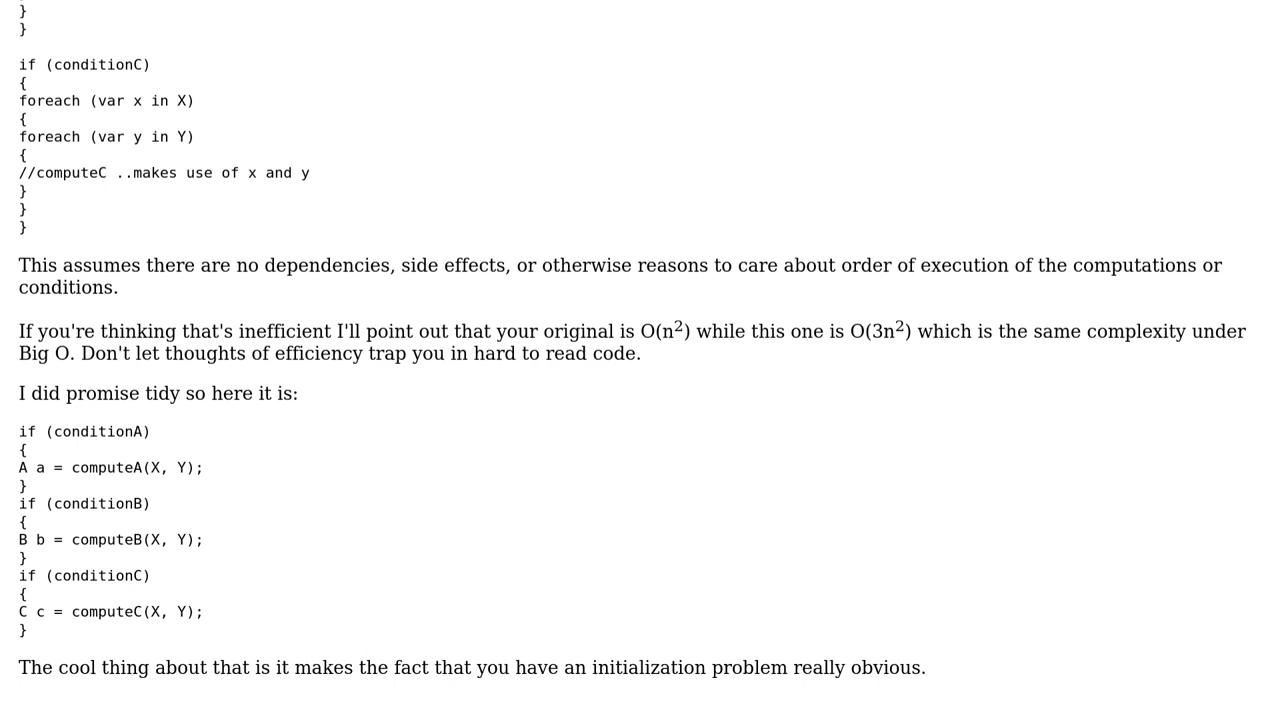 }
}
if (conditionC)
{
foreach (var x in X)
{
foreach (var y in Y)
{
//computeC ..makes use of x and y
}
}
}
This assumes there are no dependencies, side effects, or otherwise reasons to care about order of execution of the computations or
conditions.
If you're thinking that's inefficient I'll point out that your original is O(n²) while this one is O(3n²) which is the same complexity under
Big O. Don't let thoughts of efficiency trap you in hard to read code.
I did promise tidy so here it is:
if (conditionA)
{
A a = computeA(X, Y);
}
if (conditionB)
{
B b = computeB(X, Y);
}
if (conditionC)
{
C c = computeC(X, Y);
}
The cool thing about that is it makes the fact that you have an initialization problem really obvious.